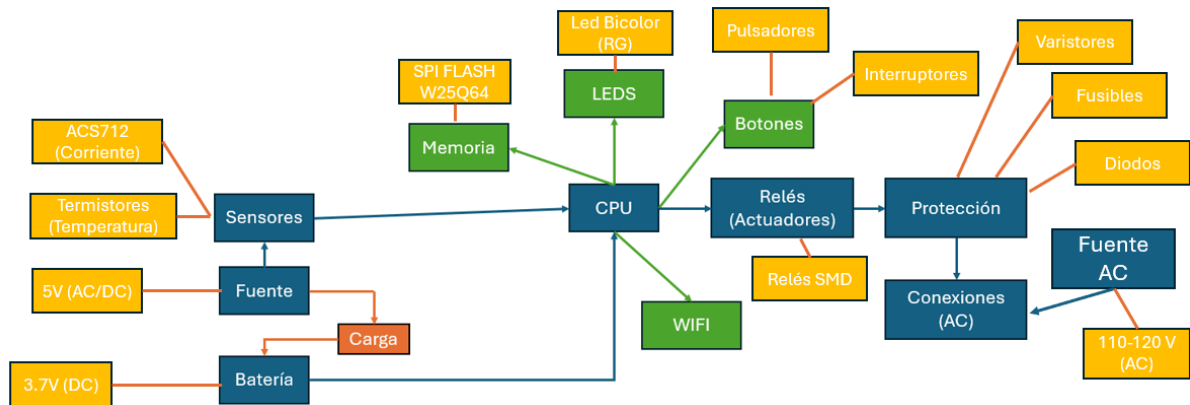 Led Bicolor
(RG)
Pulsadores
Varistores
SPI FLASH
W25Q64
LEDS
Interruptores
Fusibles
ACS712
(Corriente)
Memoria
Botones
Diodos
Termistores
(Temperatura)
Sensores
CPU
Relés
(Actuadores)
Protección
5V (AC/DC)
Fuente
Relés SMD
Conexiones
(AC)
Fuente
AC
Carga
WIFI
110-120 V
(AC)
3.7V (DC)
Batería